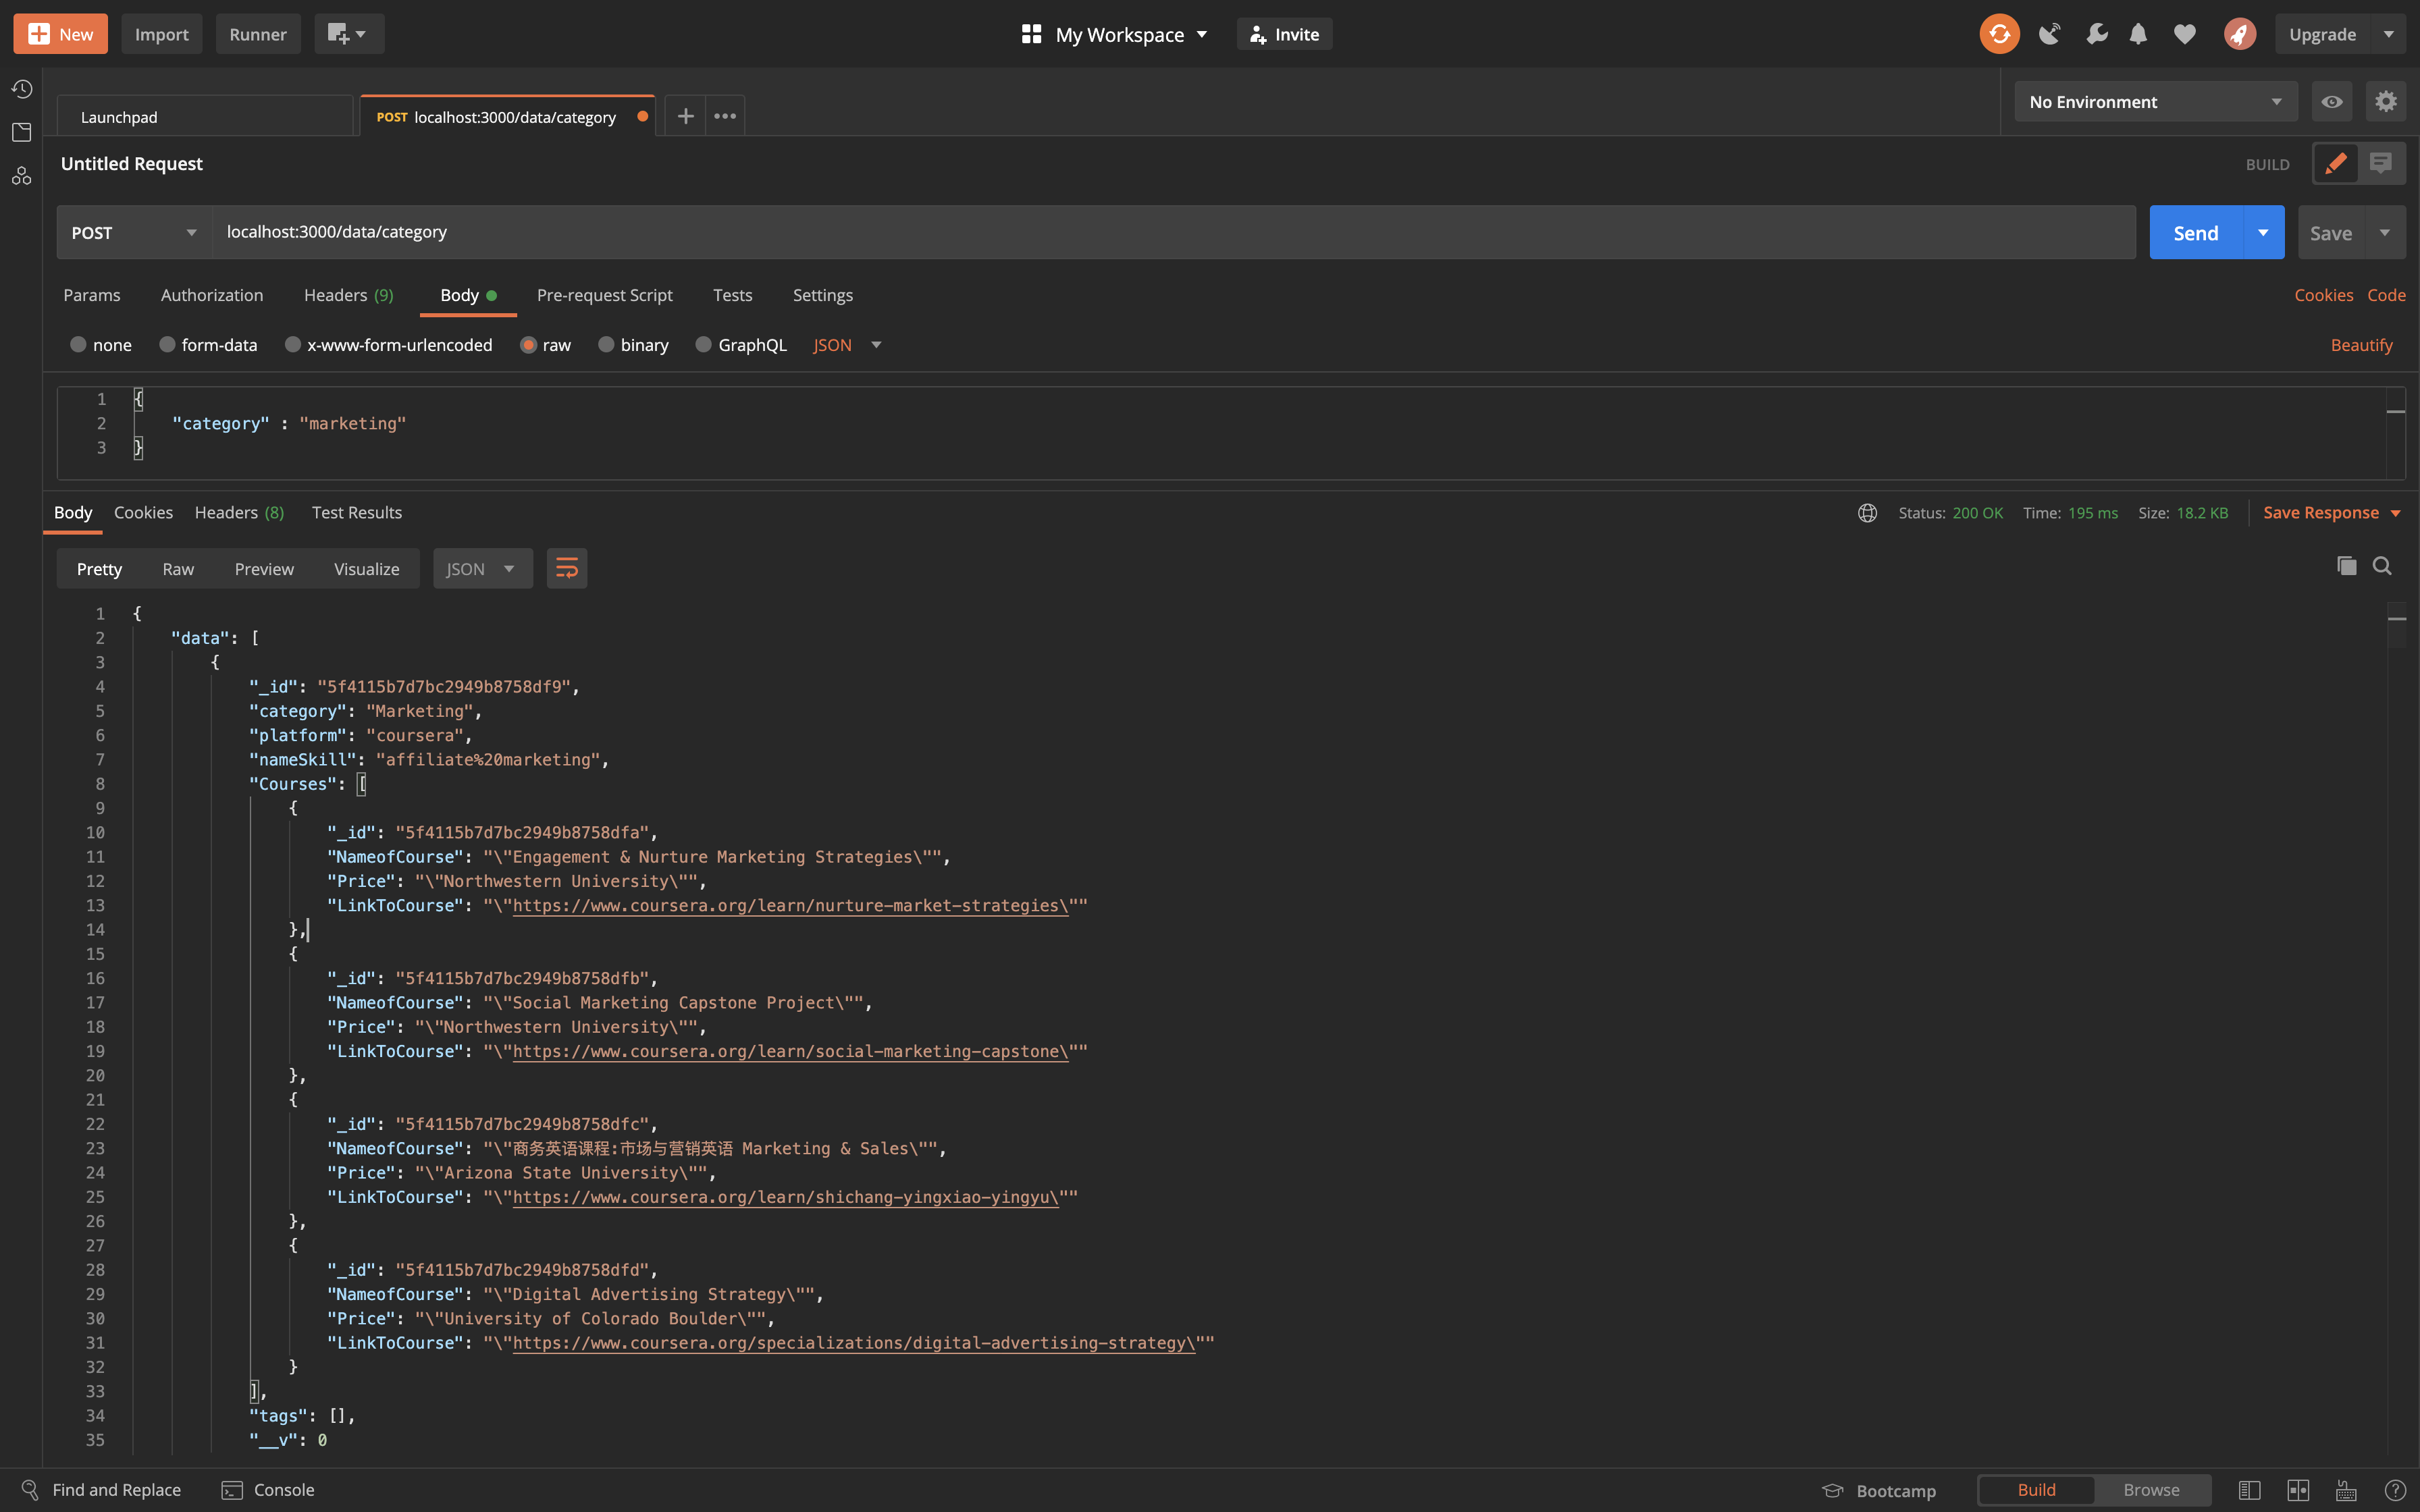 New Import Runner My Workspace Invite Upgrade
Launchpad POST localhost:3000/data/category No Environment
Untitled Request BUILD
POST localhost:3000/data/category Send Save
Params Authorization Headers (9) Body Pre-request Script Tests Settings Cookies Code
none form-data x-www-form-urlencoded raw binary GraphQL JSON Beautify
1 {
2 "category" : "marketing"
3 }
Body Cookies Headers (8) Test Results Status: 200 OK Time: 195 ms Size: 18.2 KB Save Response
Pretty Raw Preview Visualize JSON
1 {
2 "data": [
3 {
4 "_id": "5f4115b7d7bc2949b8758df9",
5 "category": "Marketing",
6 "platform": "coursera",
7 "nameSkill": "affiliate%20marketing",
8 "Courses": [
9 {
10 "_id": "5f4115b7d7bc2949b8758dfa",
11 "NameofCourse": "\"Engagement & Nurture Marketing Strategies\"",
12 "Price": "\"Northwestern University\"",
13 "LinkToCourse": "\"https://www.coursera.org/learn/nurture-market-strategies\""
14 },
15 {
16 "_id": "5f4115b7d7bc2949b8758dfb",
17 "NameofCourse": "\"Social Marketing Capstone Project\"",
18 "Price": "\"Northwestern University\"",
19 "LinkToCourse": "\"https://www.coursera.org/learn/social-marketing-capstone\""
20 },
21 {
22 "_id": "5f4115b7d7bc2949b8758dfc",
23 "NameofCourse": "\"商务英语课程:市场与营销英语 Marketing & Sales\"",
24 "Price": "\"Arizona State University\"",
25 "LinkToCourse": "\"https://www.coursera.org/learn/shichang-yingxiao-yingyu\""
26 },
27 {
28 "_id": "5f4115b7d7bc2949b8758dfd",
29 "NameofCourse": "\"Digital Advertising Strategy\"",
30 "Price": "\"University of Colorado Boulder\"",
31 "LinkToCourse": "\"https://www.coursera.org/specializations/digital-advertising-strategy\""
32 }
33 ],
34 "tags": [],
35 "__v": 0
Find and Replace Console Bootcamp Build Browse